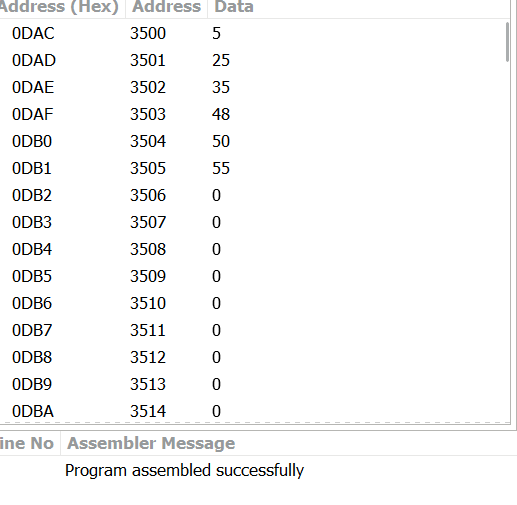 Address (Hex) Address Data
0DAC 3500 5
0DAD 3501 25
0DAE 3502 35
0DAF 3503 48
0DB0 3504 50
0DB1 3505 55
0DB2 3506 0
0DB3 3507 0
0DB4 3508 0
0DB5 3509 0
0DB6 3510 0
0DB7 3511 0
0DB8 3512 0
0DB9 3513 0
0DBA 3514 0
ine No Assembler Message
Program assembled successfully